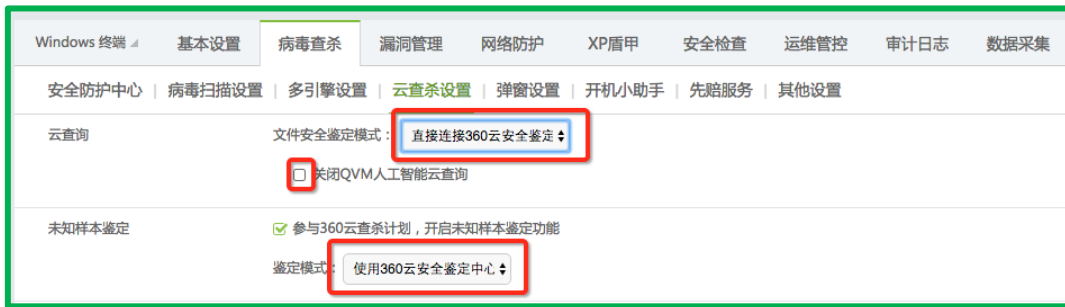 Windows 终端 基本设置 病毒查杀 漏洞管理 网络防护 XP盾甲 安全检查 运维管控 审计日志 数据采集
安全防护中心 | 病毒扫描设置 | 多引擎设置 | 云查杀设置 | 弹窗设置 | 开机小助手 | 先赔服务 | 其他设置
云查询 文件安全鉴定模式: 直接连接360云安全鉴定
关闭QVM人工智能云查询
未知样本鉴定 参与360云查杀计划，开启未知样本鉴定功能
鉴定模式: 使用360云安全鉴定中心